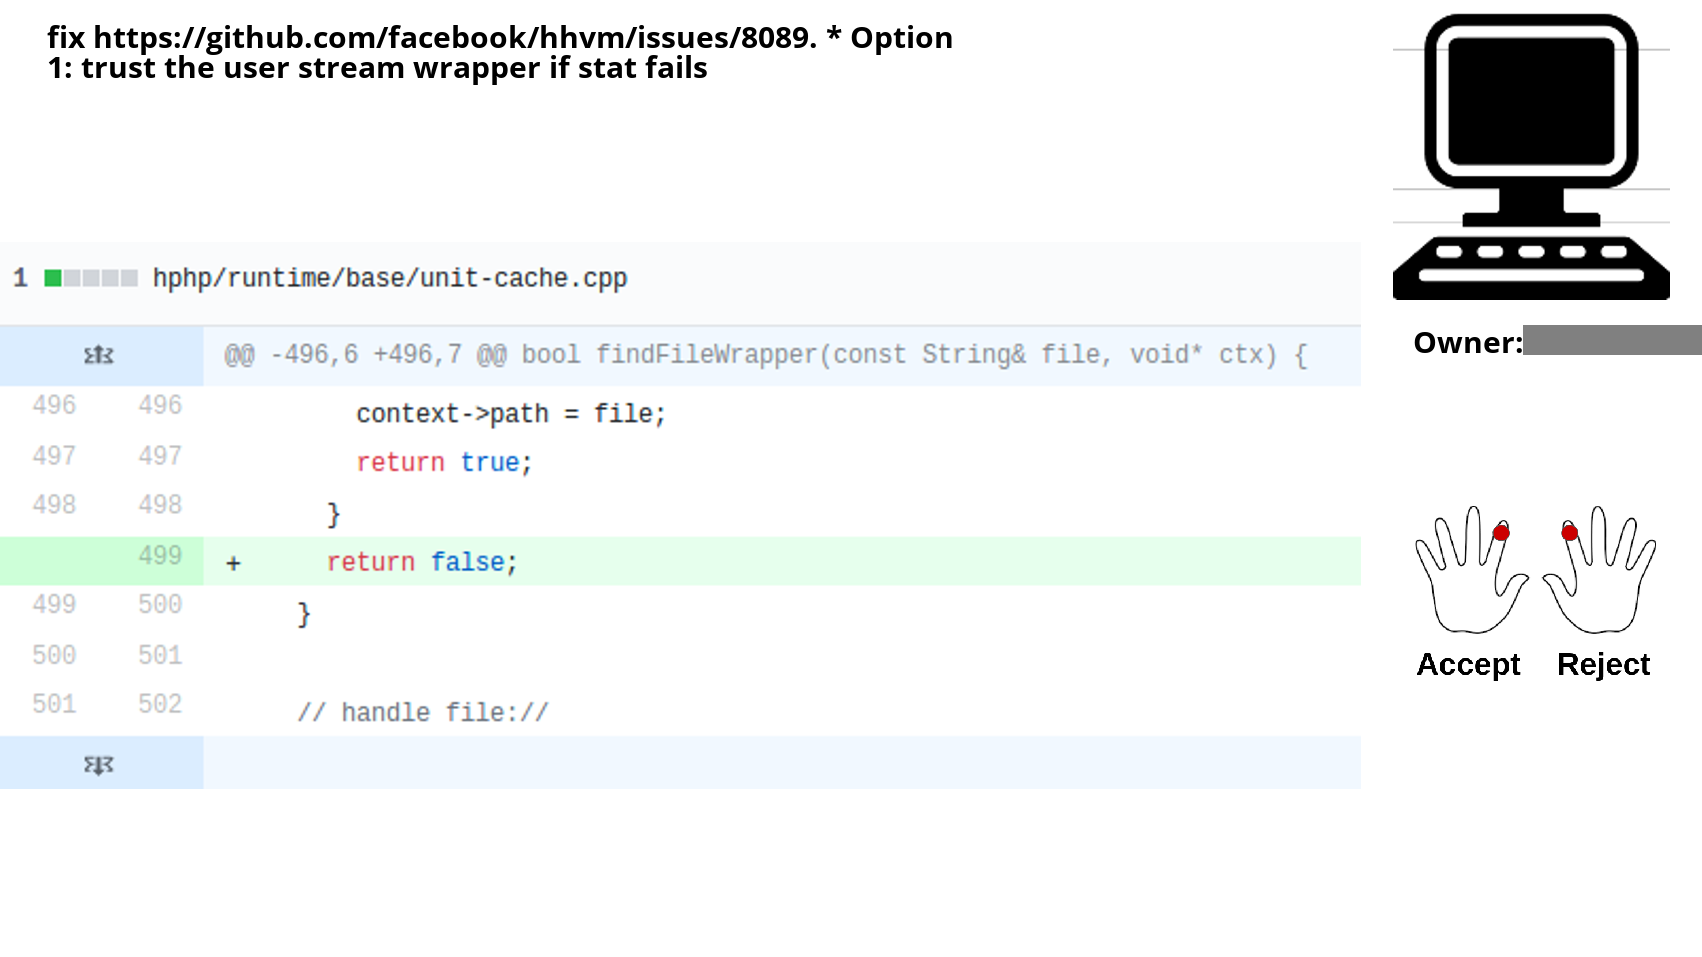 fix https://github.com/facebook/hhvm/issues/8089. * Option
1: trust the user stream wrapper if stat fails
1 hphp/runtime/base/unit-cache.cpp
@@ -496,6 +496,7 @@ bool findFileWrapper(const String& file, void* ctx) {
496 496 context->path = file;
497 497 return true;
498 498 }
499 + return false;
499 500 }
500 501
501 502 // handle file://
Owner:
Accept Reject